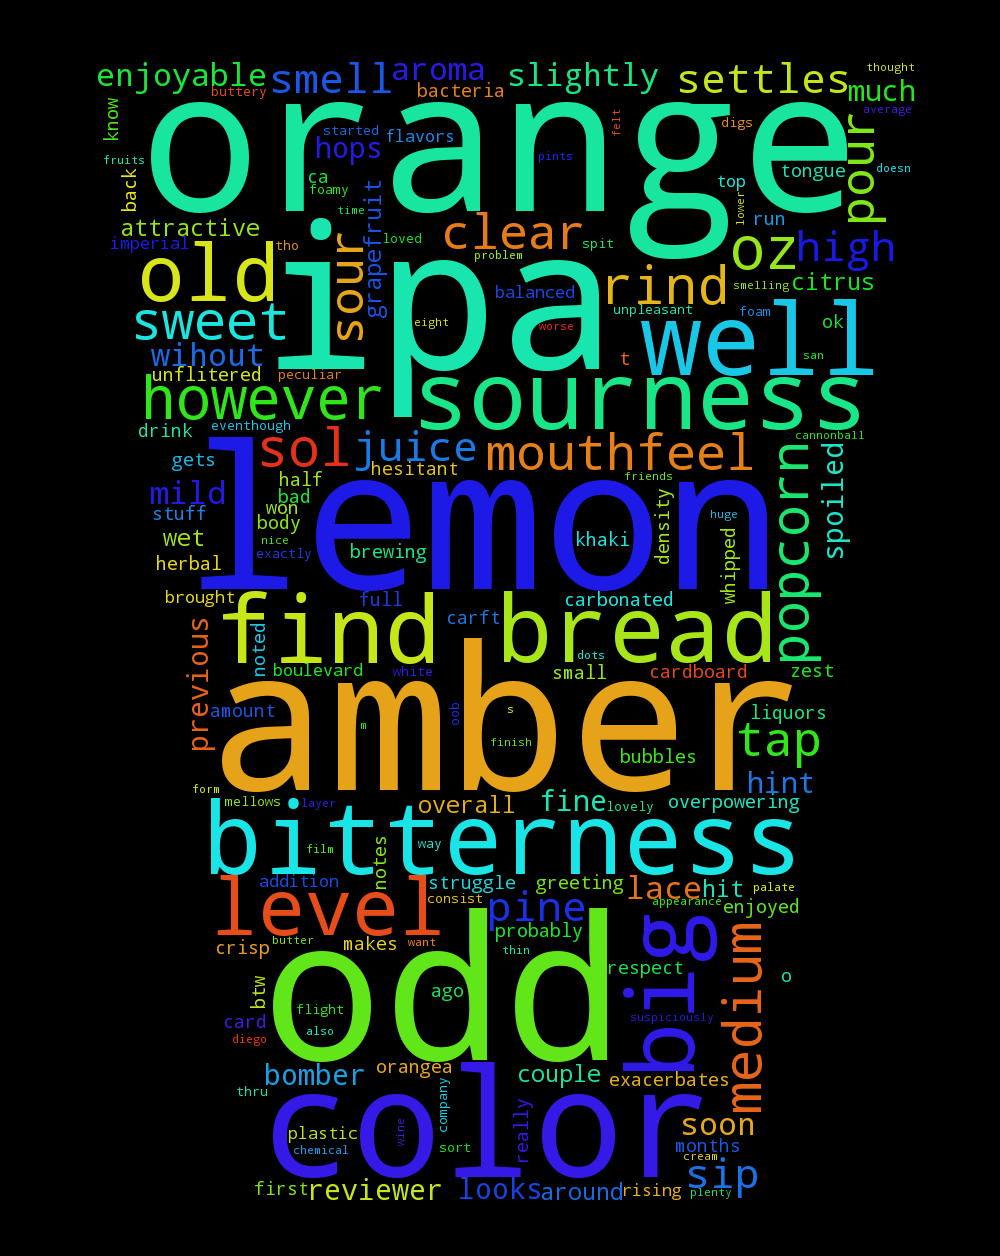 enjoyable smell aroma slightly settles thought
buttery bacteria much average
orange
know started flavors felt digs pour
hops pints
fruits back ca foamy grapefruit top tongue doesn
time lower run
attractive sour loved clear spit oz high
imperial tho problem
old ipa balanced rind smelling citrus
sweet eight worse unpleasant well foam ok
wihout t san
unflitered peculiar
however sourness
drink eventhough sol juice mouthfeel cannonball
gets hesitant popcorn spoiled
mild half bad lemon friends
stuff won density huge
wet body nice brewing khaki whipped
herbal exactly
brought full carbonated
find bread
previous noted carft
boulevard white dots small cardboard zest
amount amber liquors
m oob s finish tap
bubbles
form hint
mellows layer overall fine lovely overpowering
bitterness
film notes way
addition struggle greeting lace hit palate
level consist appearance enjoyed
pine big medium
crisp butter makes want probably
thin respect o
btw odd ago
card flight suspiciously
diego also
bomber orangea couple exacerbates
thru company
color really soon
plastic wine
chemical sort months
cream
first reviewer looks around rising sip
plenty